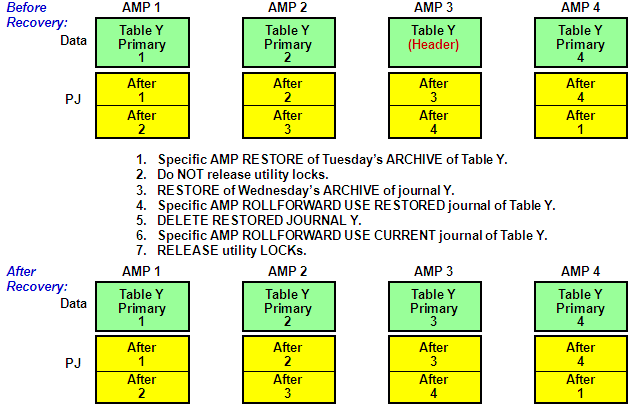 Before Recovery:
AMP 1 AMP 2 AMP 3 AMP 4
Data
Table Y Primary 1
Table Y Primary 2
Table Y (Header)
Table Y Primary 4
PJ
After 1 After 2 After 3 After 4
After 2 After 3 After 4 After 1
1. Specific AMP RESTORE of Tuesday's ARCHIVE of Table Y.
2. Do NOT release utility locks.
3. RESTORE of Wednesday's ARCHIVE of journal Y.
4. Specific AMP ROLLFORWARD USE RESTORED journal of Table Y.
5. DELETE RESTORED JOURNAL Y.
6. Specific AMP ROLLFORWARD USE CURRENT journal of Table Y.
7. RELEASE utility LOCKs.
After Recovery:
AMP 1 AMP 2 AMP 3 AMP 4
Data
Table Y Primary 1
Table Y Primary 2
Table Y Primary 3
Table Y Primary 4
PJ
After 1 After 2 After 3 After 4
After 2 After 3 After 4 After 1